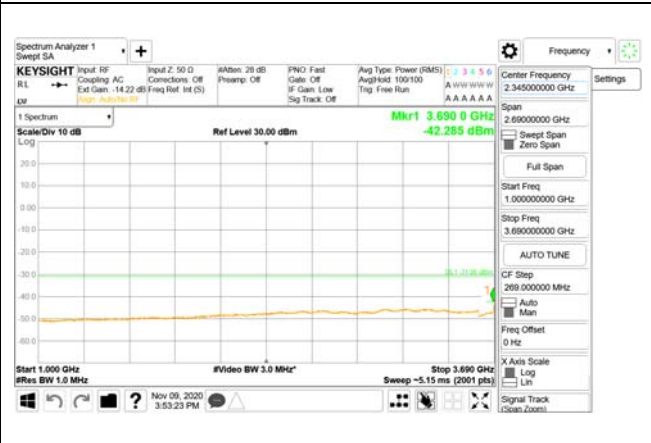 Spectrum Analyzer 1
Swept SA
Frequency
KEYSIGHT
Input: RF
Coupling: AC
Ext Gain: -14.22 dB
Align: Auto/No RF
Input Z: 50 Ω
Corrections: Off
Freq Ref: Int (S)
#Atten: 28 dB
Preamp: Off
PNO: Fast
Gate: Off
IF Gain: Low
Sig Track: Off
Avg Type: Power (RMS)
Avg|Hold: 100/100
Trig: Free Run
1 2 3 4 5 6
A W W W W W
A A A A A A
R L
1 Spectrum
Scale/Div 10 dB
Ref Level 30.00 dBm
Mkr1 3.690 0 GHz
-42.285 dBm
Log
20.0
10.0
0.00
-10.0
-20.0
-30.0
-40.0
-50.0
-60.0
1
Start 1.000 GHz
#Res BW 1.0 MHz
#Video BW 3.0 MHz*
Stop 3.690 GHz
Sweep ~5.15 ms (2001 pts)
Nov 09, 2020
3:53:23 PM
Center Frequency
2.345000000 GHz
Settings
Span
2.69000000 GHz
Swept Span
Zero Span
Full Span
Start Freq
1.000000000 GHz
Stop Freq
3.690000000 GHz
AUTO TUNE
CF Step
269.000000 MHz
Auto
Man
Freq Offset
0 Hz
X Axis Scale
Log
Lin
Signal Track
(Span Zoom)